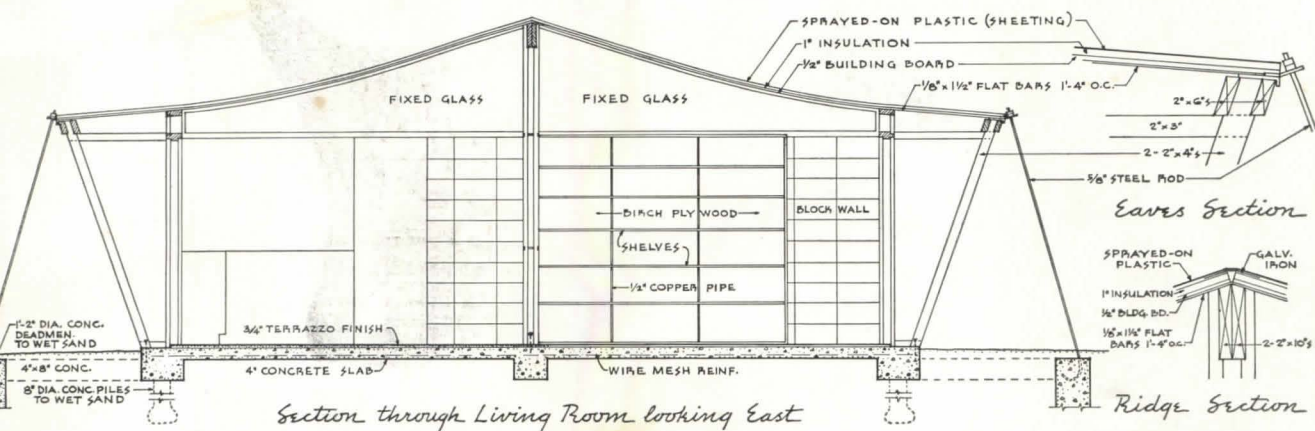 SPRAYED-ON PLASTIC (SHEETING)
1" INSULATION
1/2" BUILDING BOARD
1/8" x 1 1/2" FLAT BARS 1'-4" O.C.
FIXED GLASS
FIXED GLASS
2" x 6"s
2" x 3"
2 - 2" x 4"s
5/8" STEEL ROD
Eaves Section
BIRCH PLYWOOD
BLOCK WALL
SHELVES
1/2" COPPER PIPE
SPRAYED-ON
PLASTIC
GALV.
IRON
1" INSULATION
1/2" BLDG. BD.
1/8" x 1 1/2" FLAT
BARS 1'-4" O.C.
2 - 2" x 10"s
Ridge Section
1'-2" DIA. CONC.
DEADMEN
TO WET SAND
4" x 8" CONC.
8" DIA. CONC. PILES
TO WET SAND
3/4" TERRAZZO FINISH
4" CONCRETE SLAB
WIRE MESH REINF.
Section through Living Room looking East